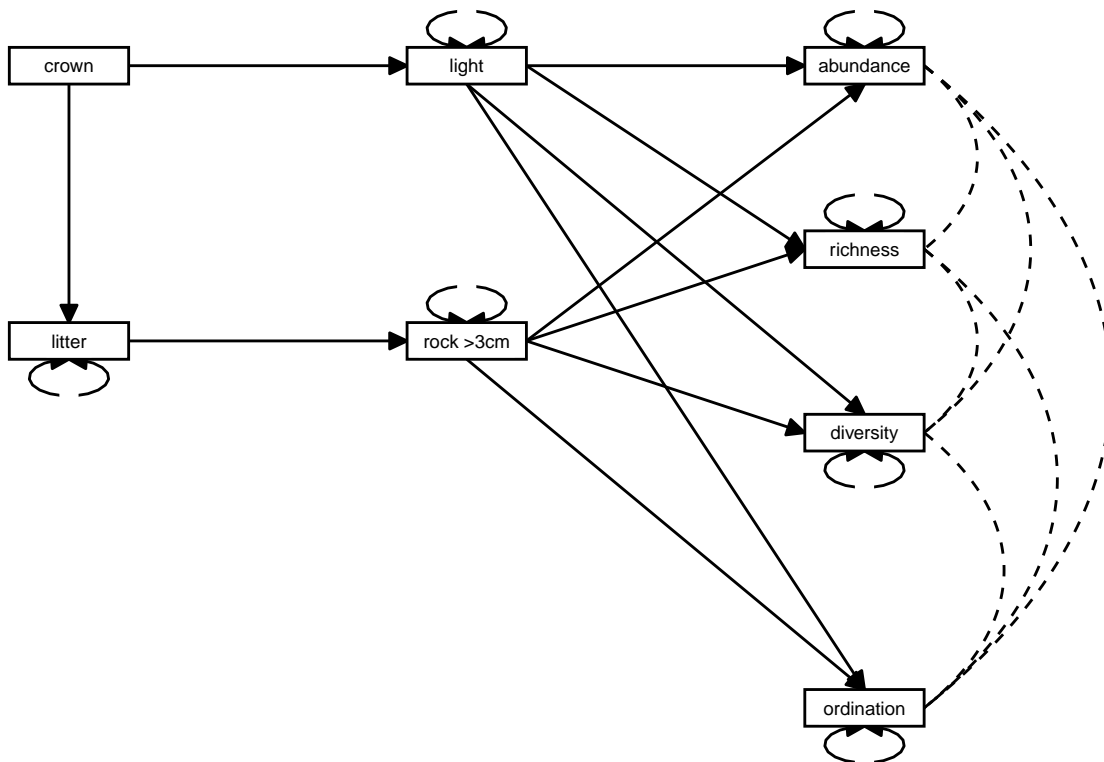 crown
light
abundance
richness
litter
rock >3cm
diversity
ordination